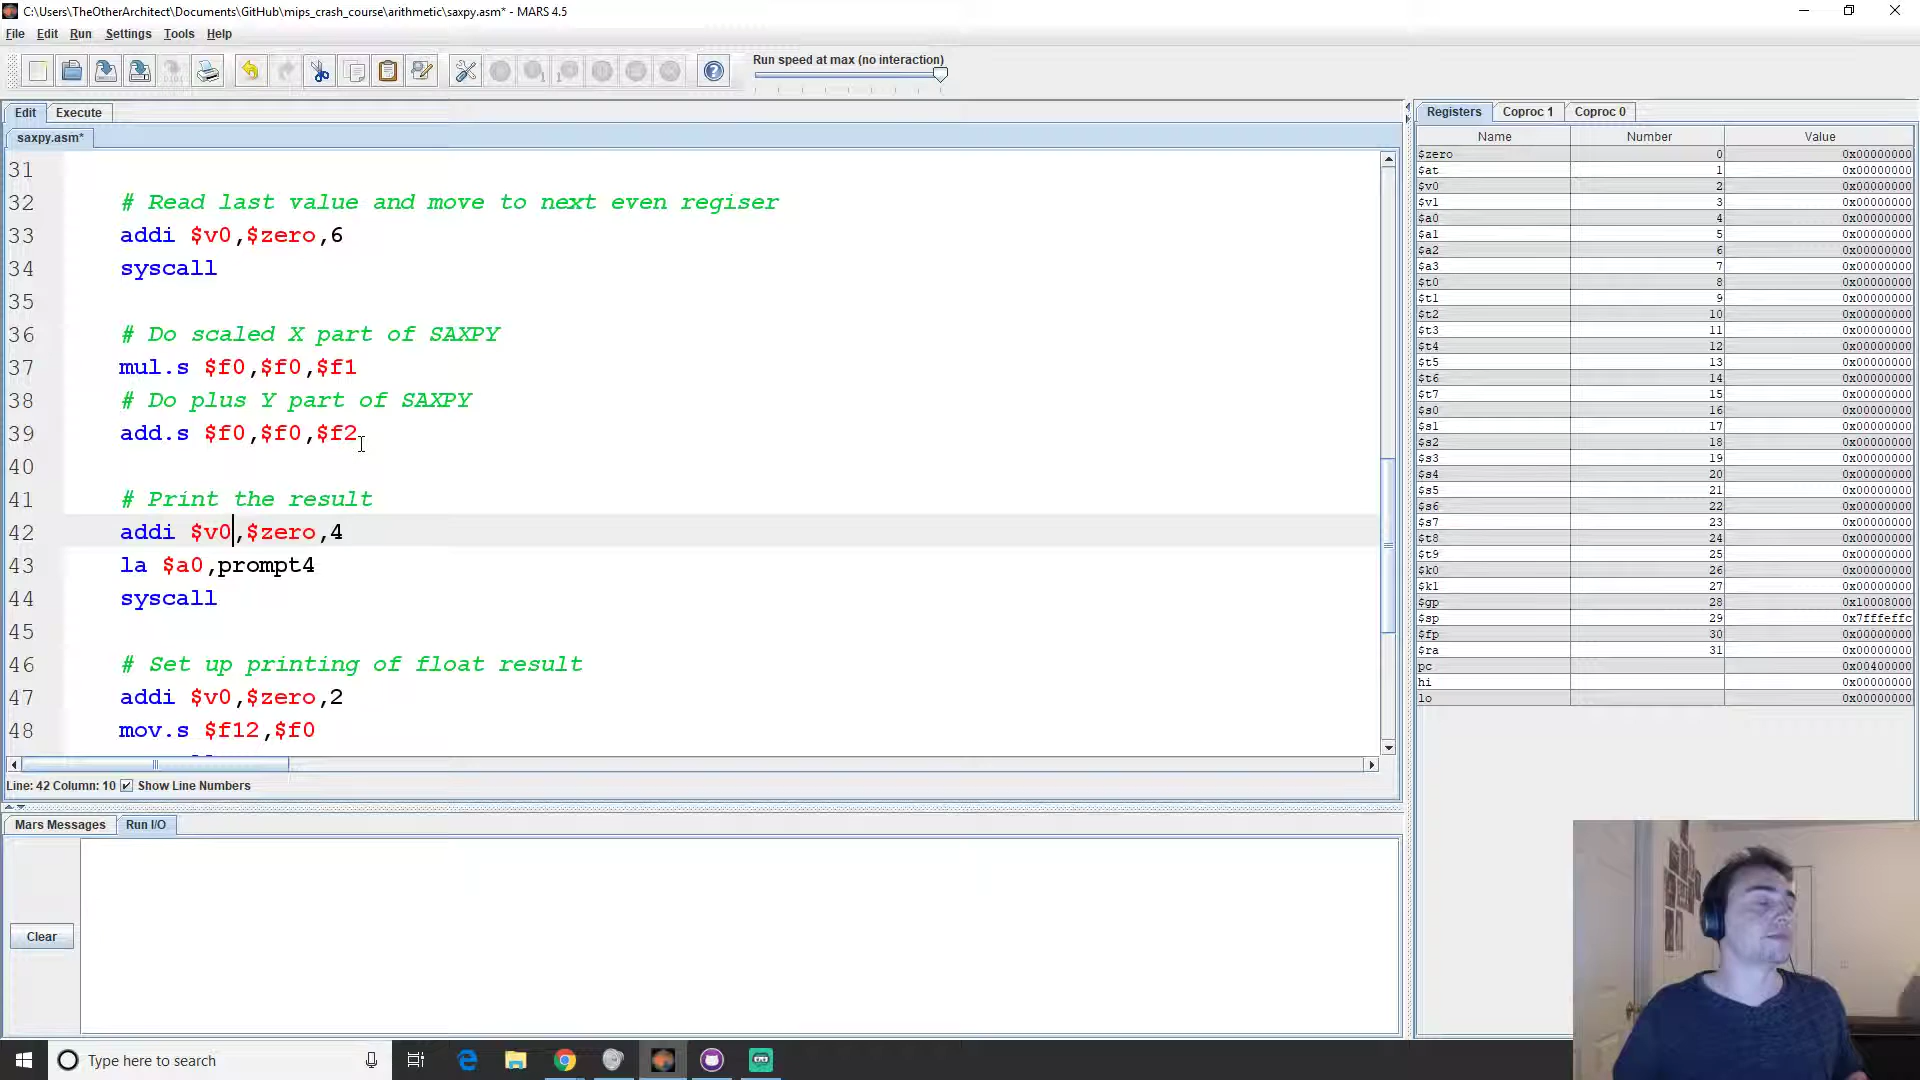 C:\Users\TheOtherArchitect\Documents\GitHub\mips_crash_course\arithmetic\saxpy.asm* - MARS 4.5
File Edit Run Settings Tools Help
Run speed at max (no interaction)
Edit Execute
saxpy.asm*
31
32 # Read last value and move to next even regiser
33 addi $v0,$zero,6
34 syscall
35
36 # Do scaled X part of SAXPY
37 mul.s $f0,$f0,$f1
38 # Do plus Y part of SAXPY
39 add.s $f0,$f0,$f2
40
41 # Print the result
42 addi $v0,$zero,4
43 la $a0,prompt4
44 syscall
45
46 # Set up printing of float result
47 addi $v0,$zero,2
48 mov.s $f12,$f0
Line: 42 Column: 10 Show Line Numbers
Mars Messages Run I/O
Clear
Registers Coproc 1 Coproc 0
Name Number Value
$zero 0 0x00000000
$at 1 0x00000000
$v0 2 0x00000000
$v1 3 0x00000000
$a0 4 0x00000000
$a1 5 0x00000000
$a2 6 0x00000000
$a3 7 0x00000000
$t0 8 0x00000000
$t1 9 0x00000000
$t2 10 0x00000000
$t3 11 0x00000000
$t4 12 0x00000000
$t5 13 0x00000000
$t6 14 0x00000000
$t7 15 0x00000000
$s0 16 0x00000000
$s1 17 0x00000000
$s2 18 0x00000000
$s3 19 0x00000000
$s4 20 0x00000000
$s5 21 0x00000000
$s6 22 0x00000000
$s7 23 0x00000000
$t8 24 0x00000000
$t9 25 0x00000000
$k0 26 0x00000000
$k1 27 0x00000000
$gp 28 0x10008000
$sp 29 0x7fffeffc
$fp 30 0x00000000
$ra 31 0x00000000
pc 0x00400000
hi 0x00000000
lo 0x00000000
Type here to search